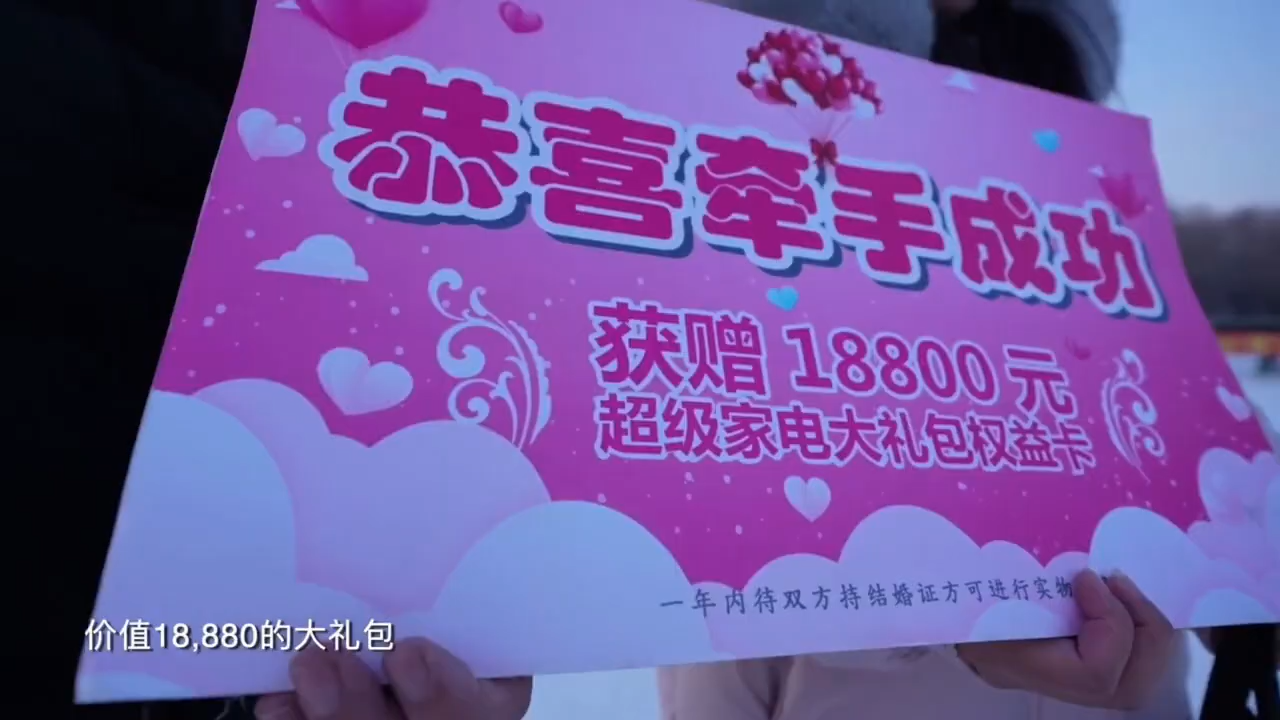 恭喜牵手成功
获赠 18800 元
超级家电大礼包权益卡
一年内待双方持结婚证方可进行实物
价值18,880的大礼包